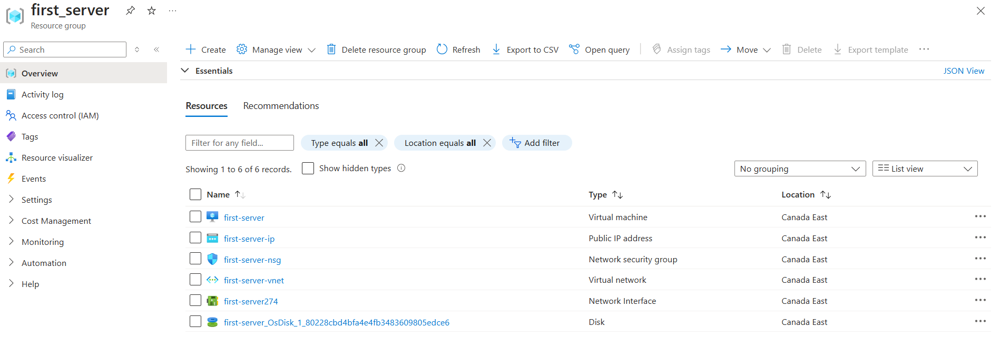 first_server
Resource group
Search
Overview
Activity log
Access control (IAM)
Tags
Resource visualizer
Events
Settings
Cost Management
Monitoring
Automation
Help
Create Manage view Delete resource group Refresh Export to CSV Open query Assign tags Move Delete Export template
Essentials JSON View
Resources Recommendations
Filter for any field... Type equals all Location equals all Add filter
Showing 1 to 6 of 6 records. Show hidden types No grouping List view
Name Type Location
first-server Virtual machine Canada East
first-server-ip Public IP address Canada East
first-server-nsg Network security group Canada East
first-server-vnet Virtual network Canada East
first-server274 Network Interface Canada East
first-server_OsDisk_1_80228cbd4bfa4e4fb3483609805edce6 Disk Canada East